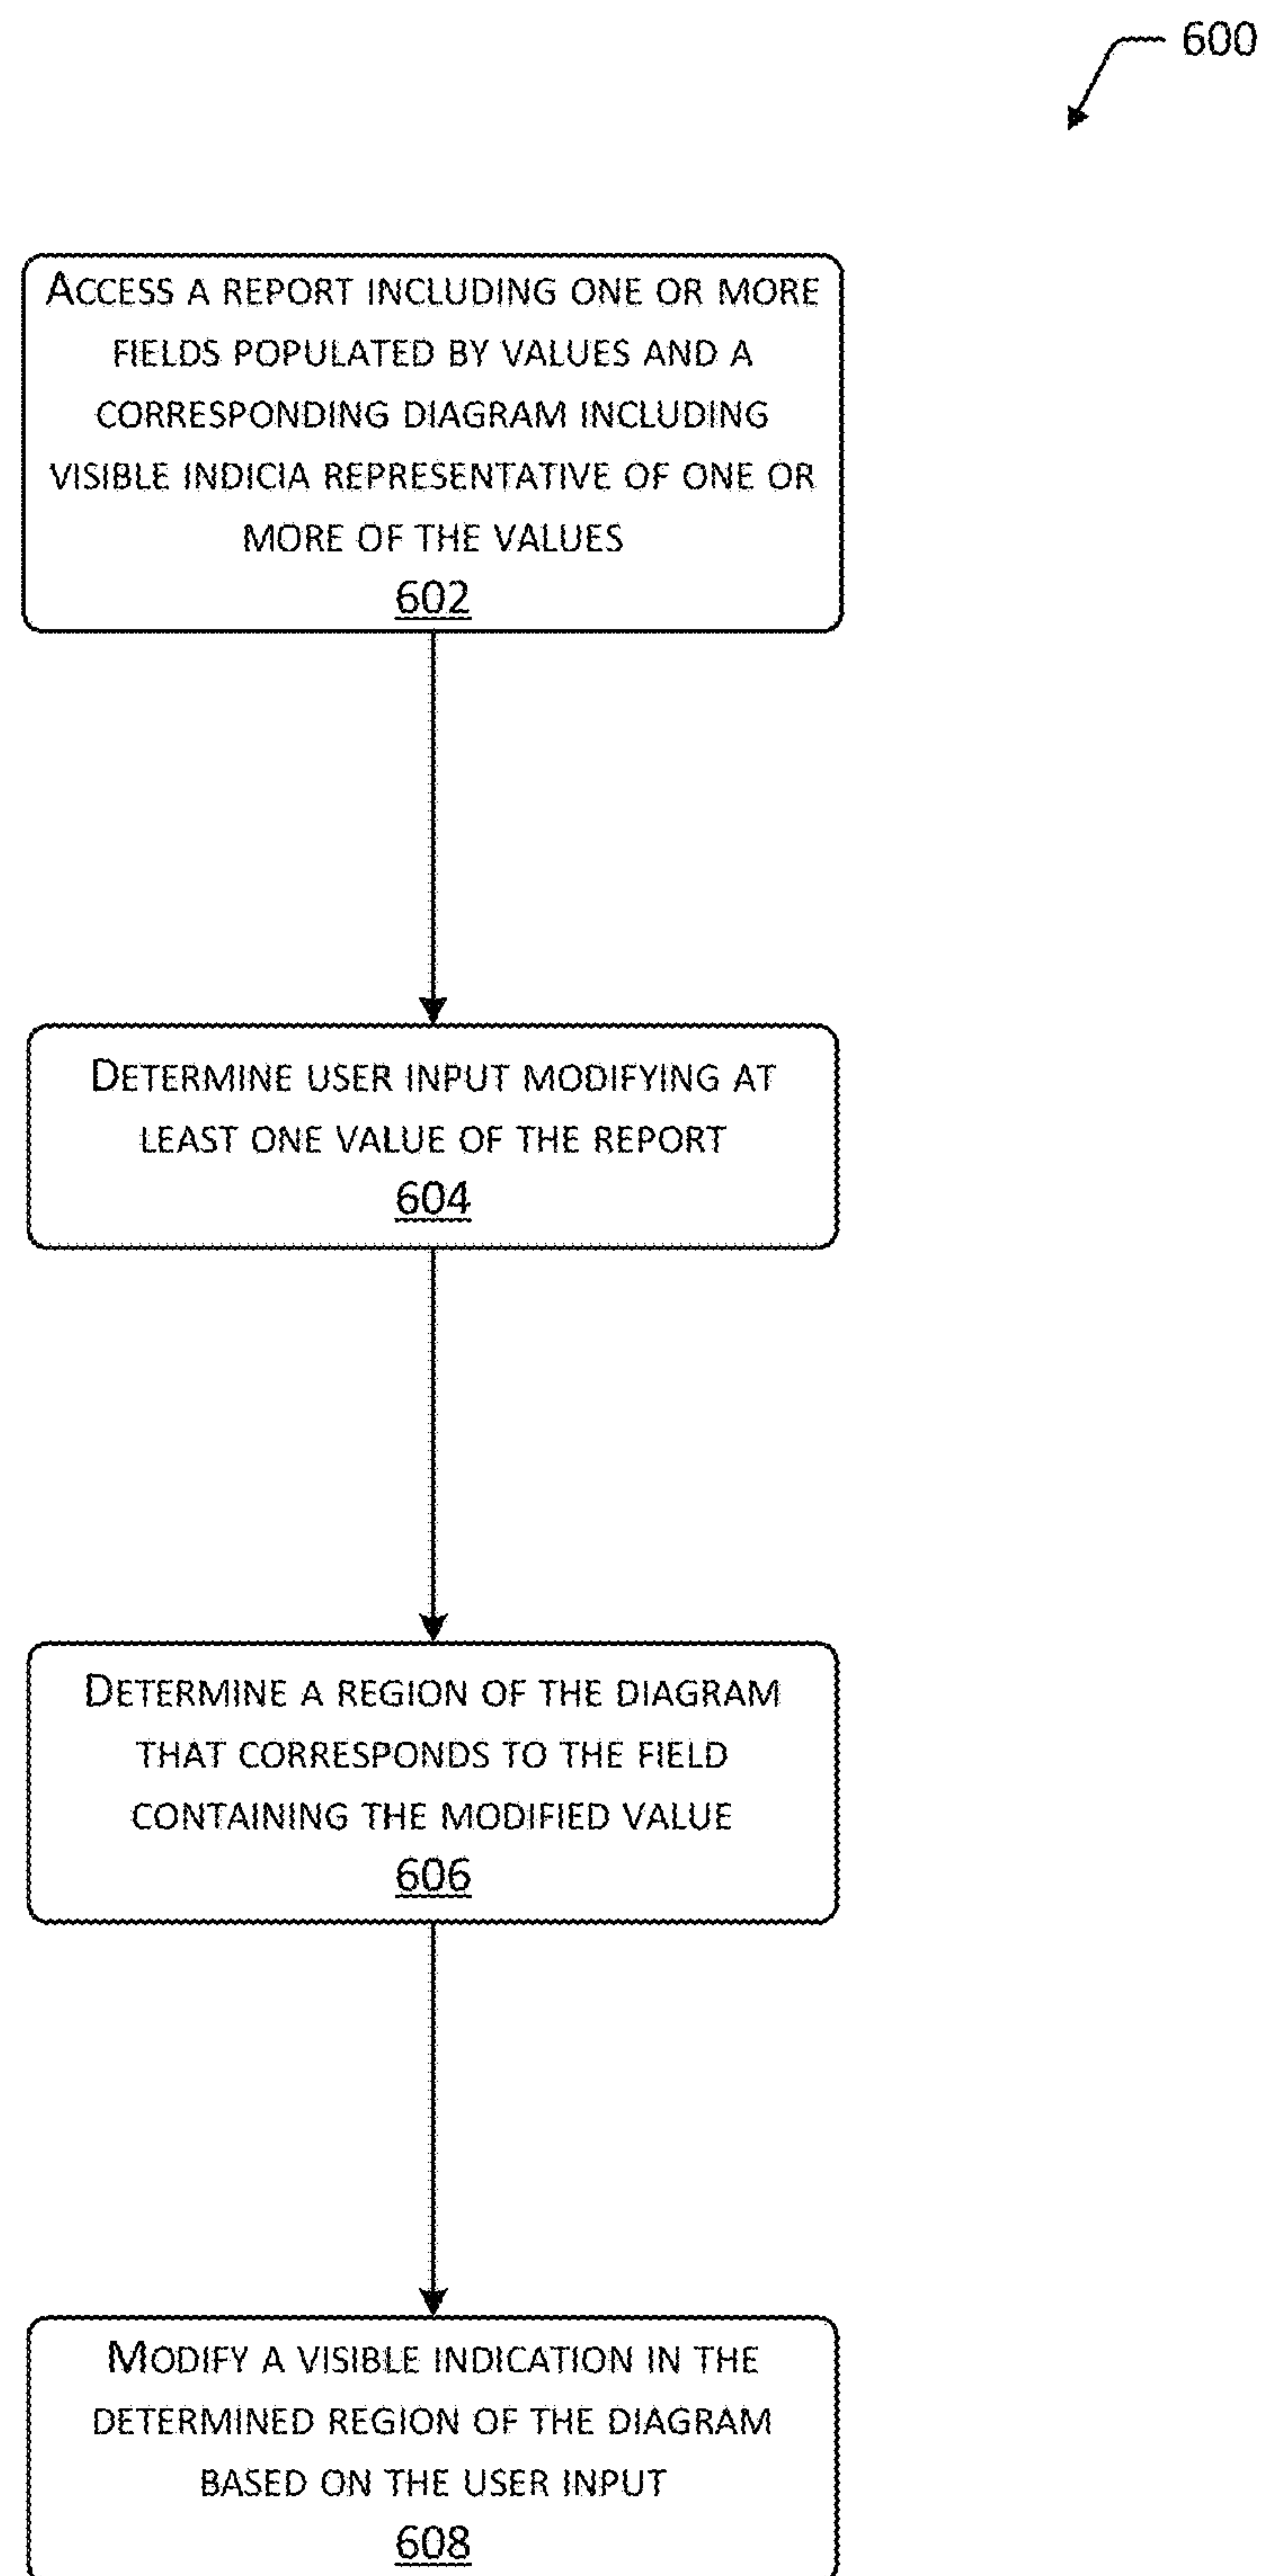 600
ACCESS A REPORT INCLUDING ONE OR MORE
FIELDS POPULATED BY VALUES AND A
CORRESPONDING DIAGRAM INCLUDING
VISIBLE INDICIA REPRESENTATIVE OF ONE OR
MORE OF THE VALUES
602
DETERMINE USER INPUT MODIFYING AT
LEAST ONE VALUE OF THE REPORT
604
DETERMINE A REGION OF THE DIAGRAM
THAT CORRESPONDS TO THE FIELD
CONTAINING THE MODIFIED VALUE
606
MODIFY A VISIBLE INDICATION IN THE
DETERMINED REGION OF THE DIAGRAM
BASED ON THE USER INPUT
608